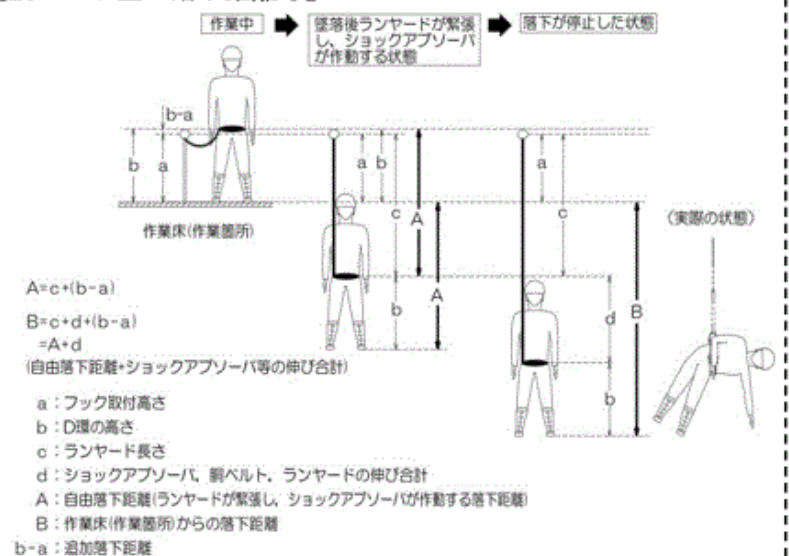 作業中
墜落後ランヤードが緊張
し、ショックアブソーバ
が作動する状態
落下が停止した状態
b-a
b
a
a
b
c
A
A
b
a
c
d
b
B
作業床(作業箇所)
(実際の状態)
A=c+(b-a)
B=c+d+(b-a)
=A+d
(自由落下距離+ショックアブソーバ等の伸び合計)
a：フック取付高さ
b：D環の高さ
c：ランヤード長さ
d：ショックアブソーバ，胴ベルト，ランヤードの伸び合計
A：自由落下距離(ランヤードが緊張し，ショックアブソーバが作動する落下距離)
B：作業床(作業箇所)からの落下距離
b-a：追加落下距離